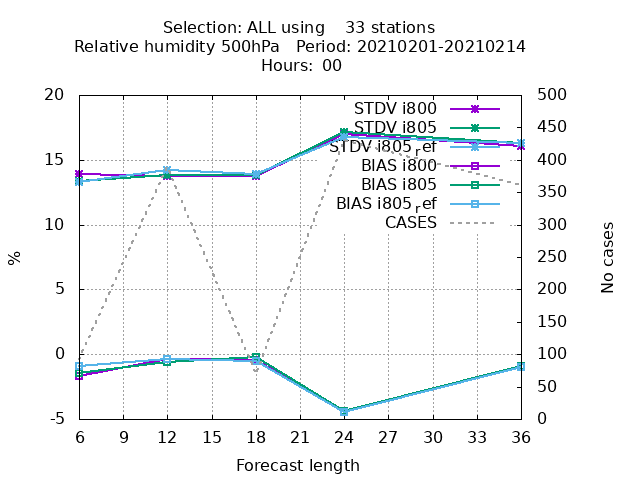 Selection: ALL using    33 stations
Relative humidity 500hPa   Period: 20210201-20210214
Hours: 00
STDV i800
STDV i805
STDV i805ref
BIAS i800
BIAS i805
BIAS i805ref
CASES
20
15
10
5
0
-5
%
500
450
400
350
300
250
200
150
100
50
0
No cases
6 9 12 15 18 21 24 27 30 33 36
Forecast length